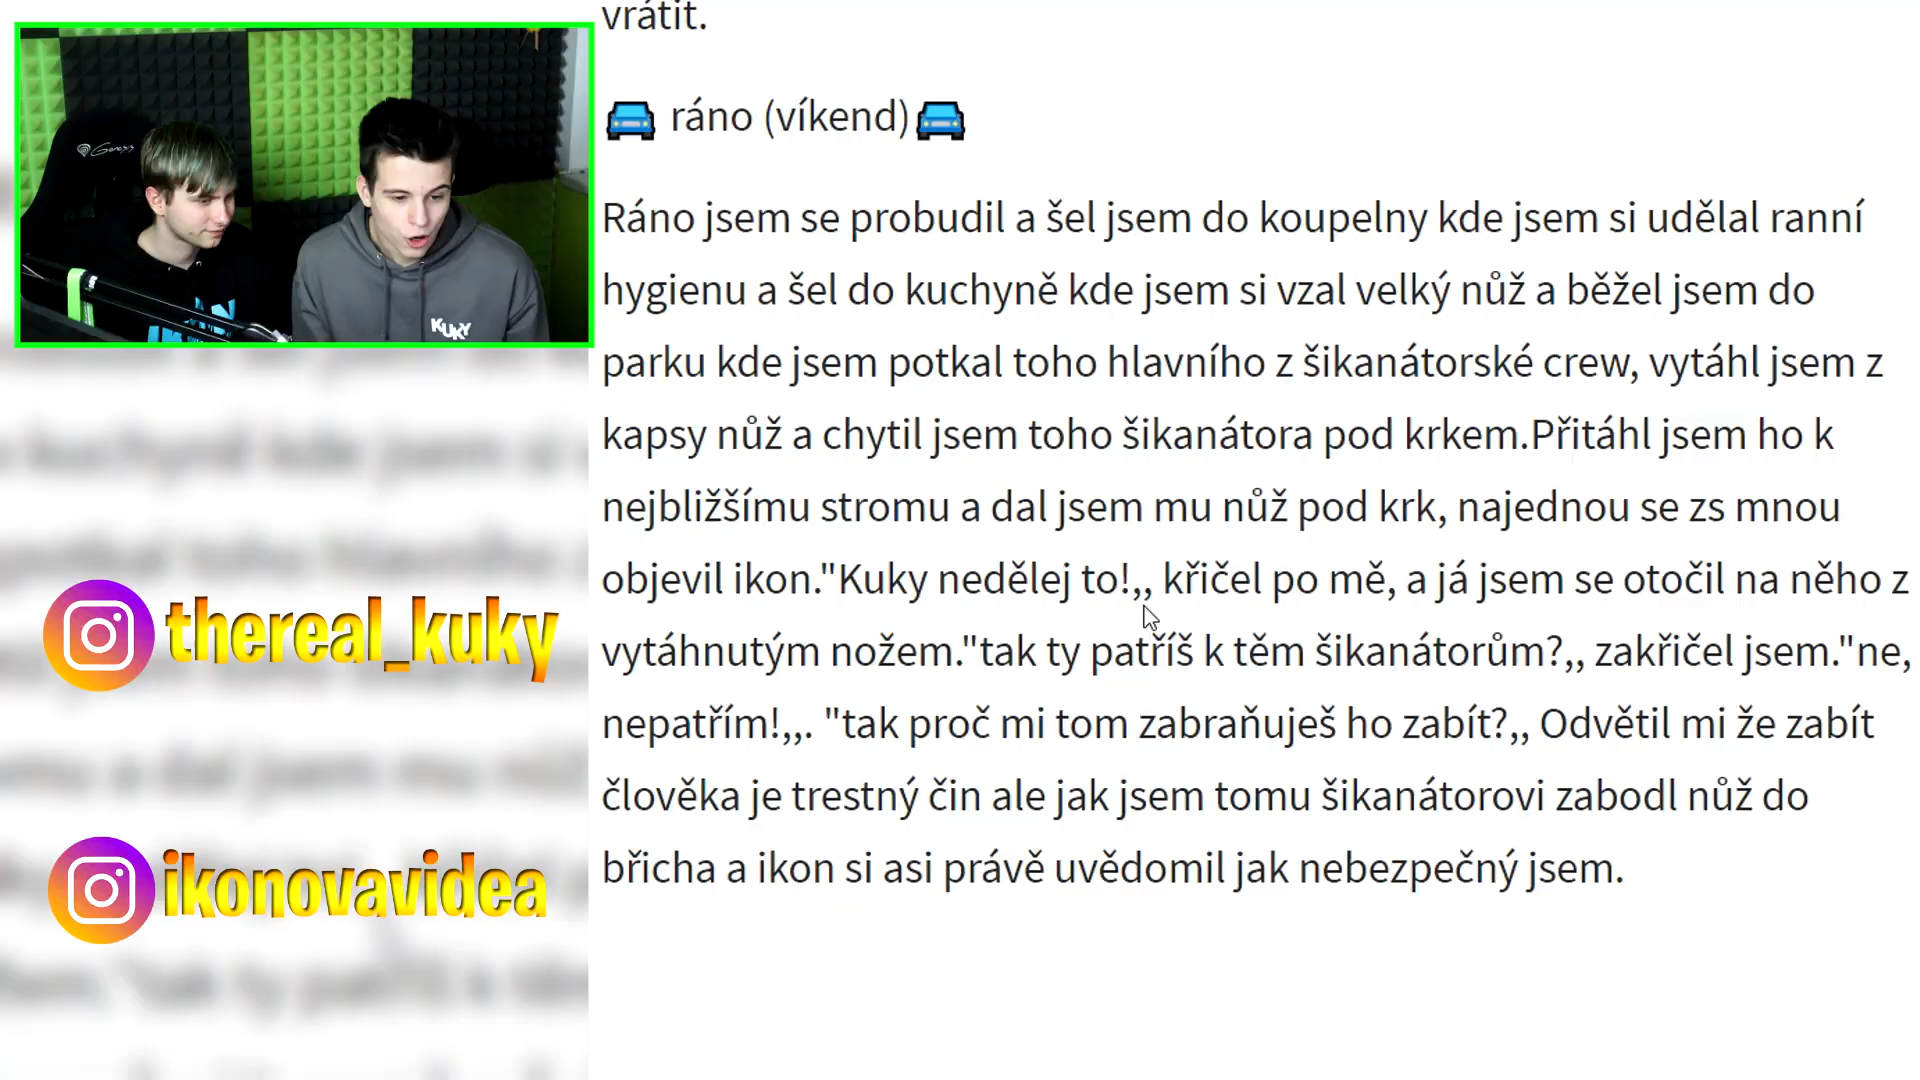 vrátit.
ráno (víkend)
Ráno jsem se probudil a šel jsem do koupelny kde jsem si udělal ranní
hygienu a šel do kuchyně kde jsem si vzal velký nůž a běžel jsem do
parku kde jsem potkal toho hlavního z šikanátorské crew, vytáhl jsem z
kapsy nůž a chytil jsem toho šikanátora pod krkem.Přitáhl jsem ho k
nejbližšímu stromu a dal jsem mu nůž pod krk, najednou se zs mnou
objevil ikon."Kuky nedělej to!,, křičel po mě, a já jsem se otočil na něho z
vytáhnutým nožem."tak ty patříš k těm šikanátorům?,, zakřičel jsem."ne,
nepatřím!,,. "tak proč mi tom zabraňuješ ho zabít?,, Odvětil mi že zabít
člověka je trestný čin ale jak jsem tomu šikanátorovi zabodl nůž do
břicha a ikon si asi právě uvědomil jak nebezpečný jsem.
KUKY
thereal_kuky
ikonovavidea